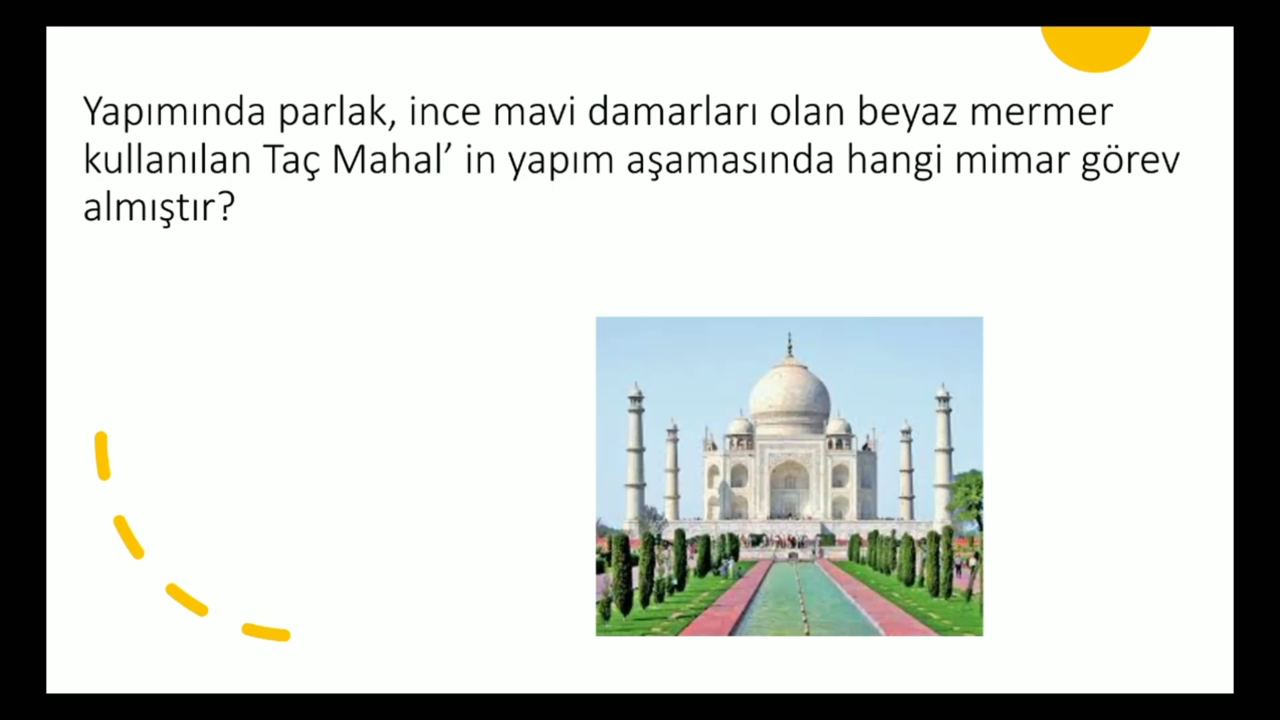 Yapımında parlak, ince mavi damarları olan beyaz mermer
kullanılan Taç Mahal’ in yapım aşamasında hangi mimar görev
almıştır?